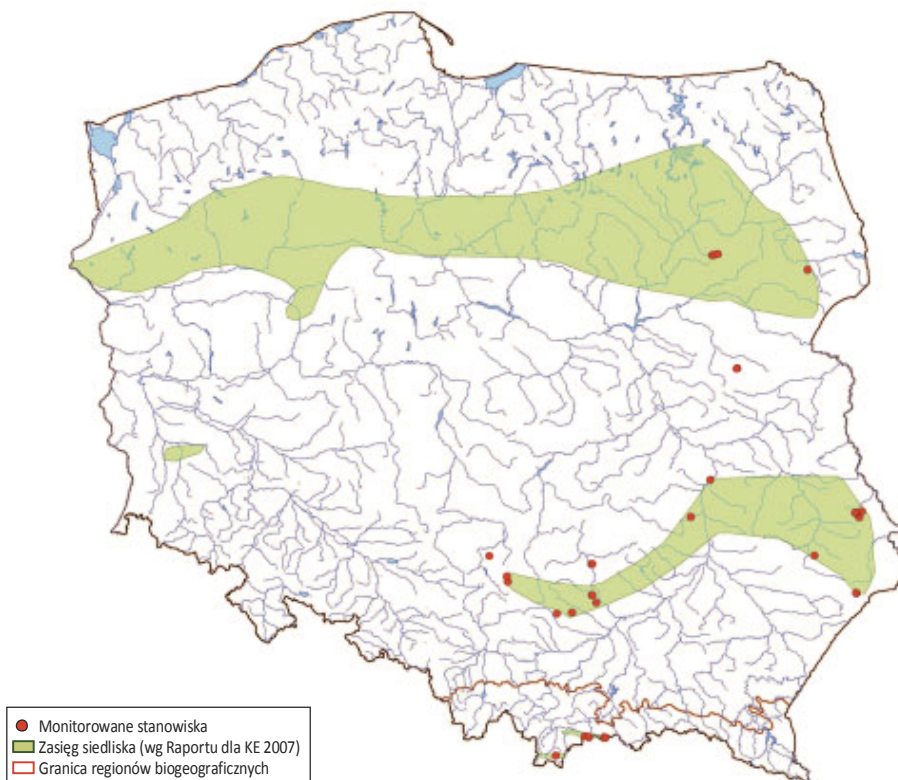 Monitorowane stanowiska
Zasięg siedliska (wg Raportu dla KE 2007)
Granica regionów biogeograficznych